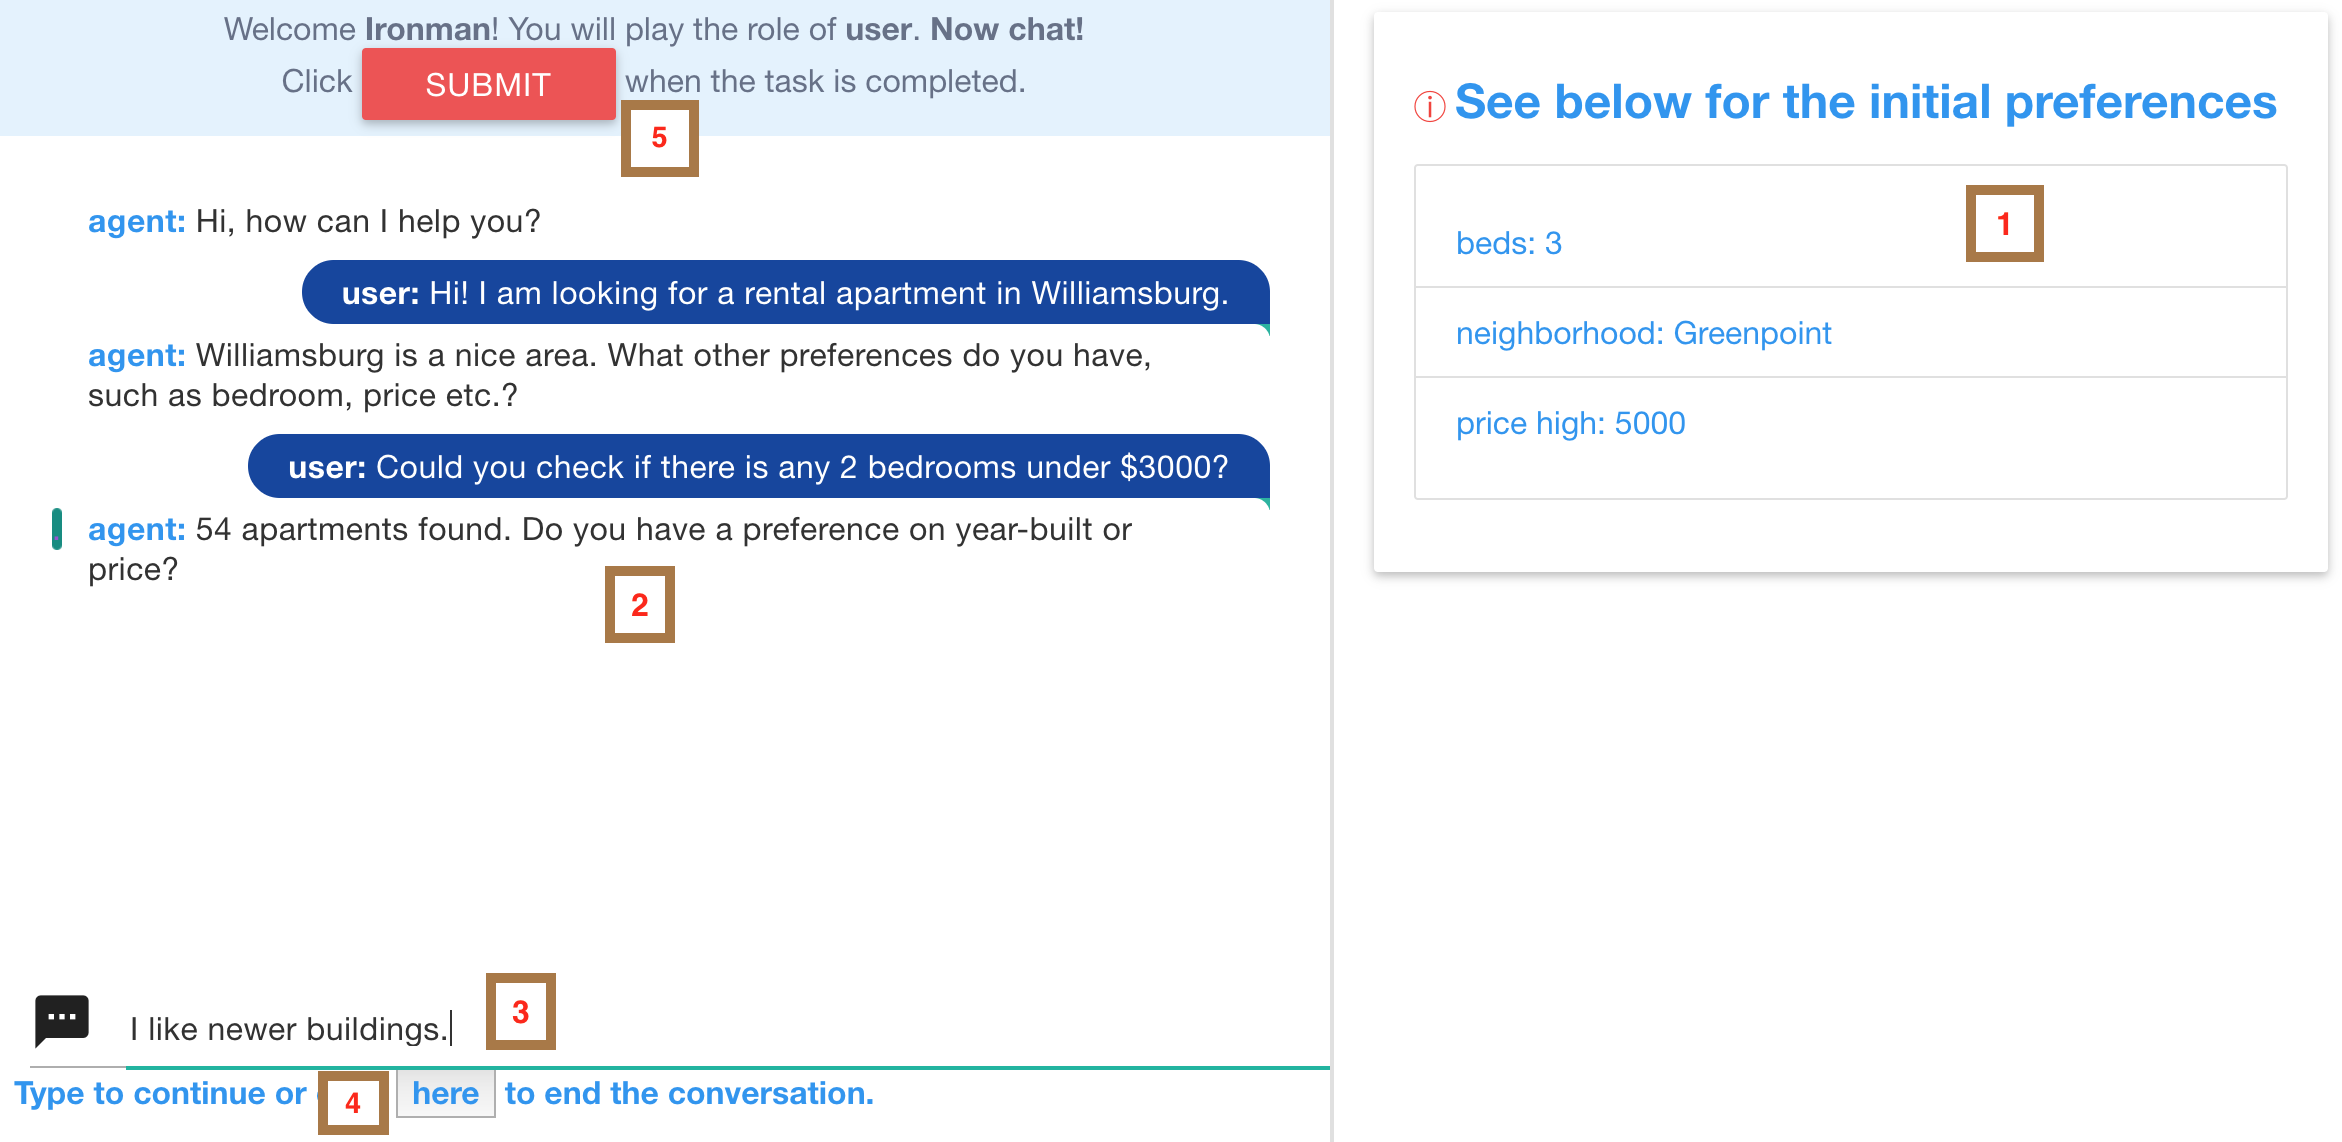 Welcome Ironman! You will play the role of user. Now chat!
Click SUBMIT when the task is completed.
5
agent: Hi, how can I help you?
user: Hi! I am looking for a rental apartment in Williamsburg.
agent: Williamsburg is a nice area. What other preferences do you have,
such as bedroom, price etc.?
user: Could you check if there is any 2 bedrooms under $3000?
agent: 54 apartments found. Do you have a preference on year-built or
price?
2
I like newer buildings.
3
Type to continue or 4 here to end the conversation.
ⓘ See below for the initial preferences
1
beds: 3
neighborhood: Greenpoint
price high: 5000